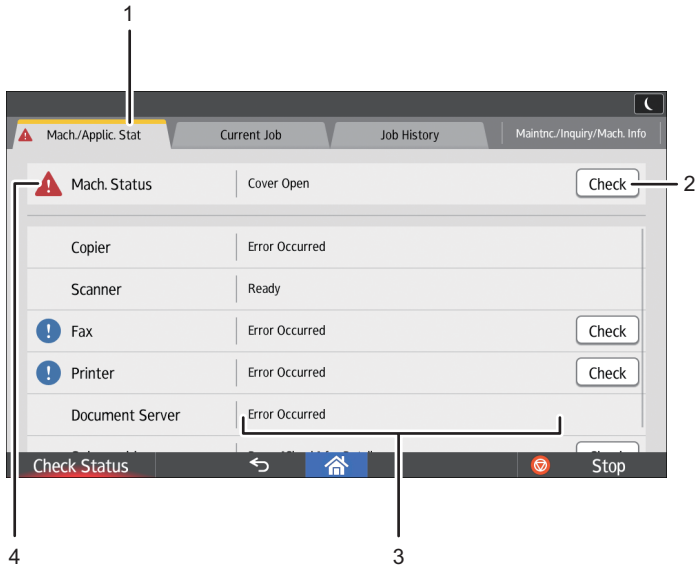 1
Mach./Applic. Stat Current Job Job History Maintnc./Inquiry/Mach. Info
Mach. Status Cover Open Check 2
Copier Error Occurred
Scanner Ready
Fax Error Occurred Check
Printer Error Occurred Check
Document Server Error Occurred
Check Status Stop
4 3